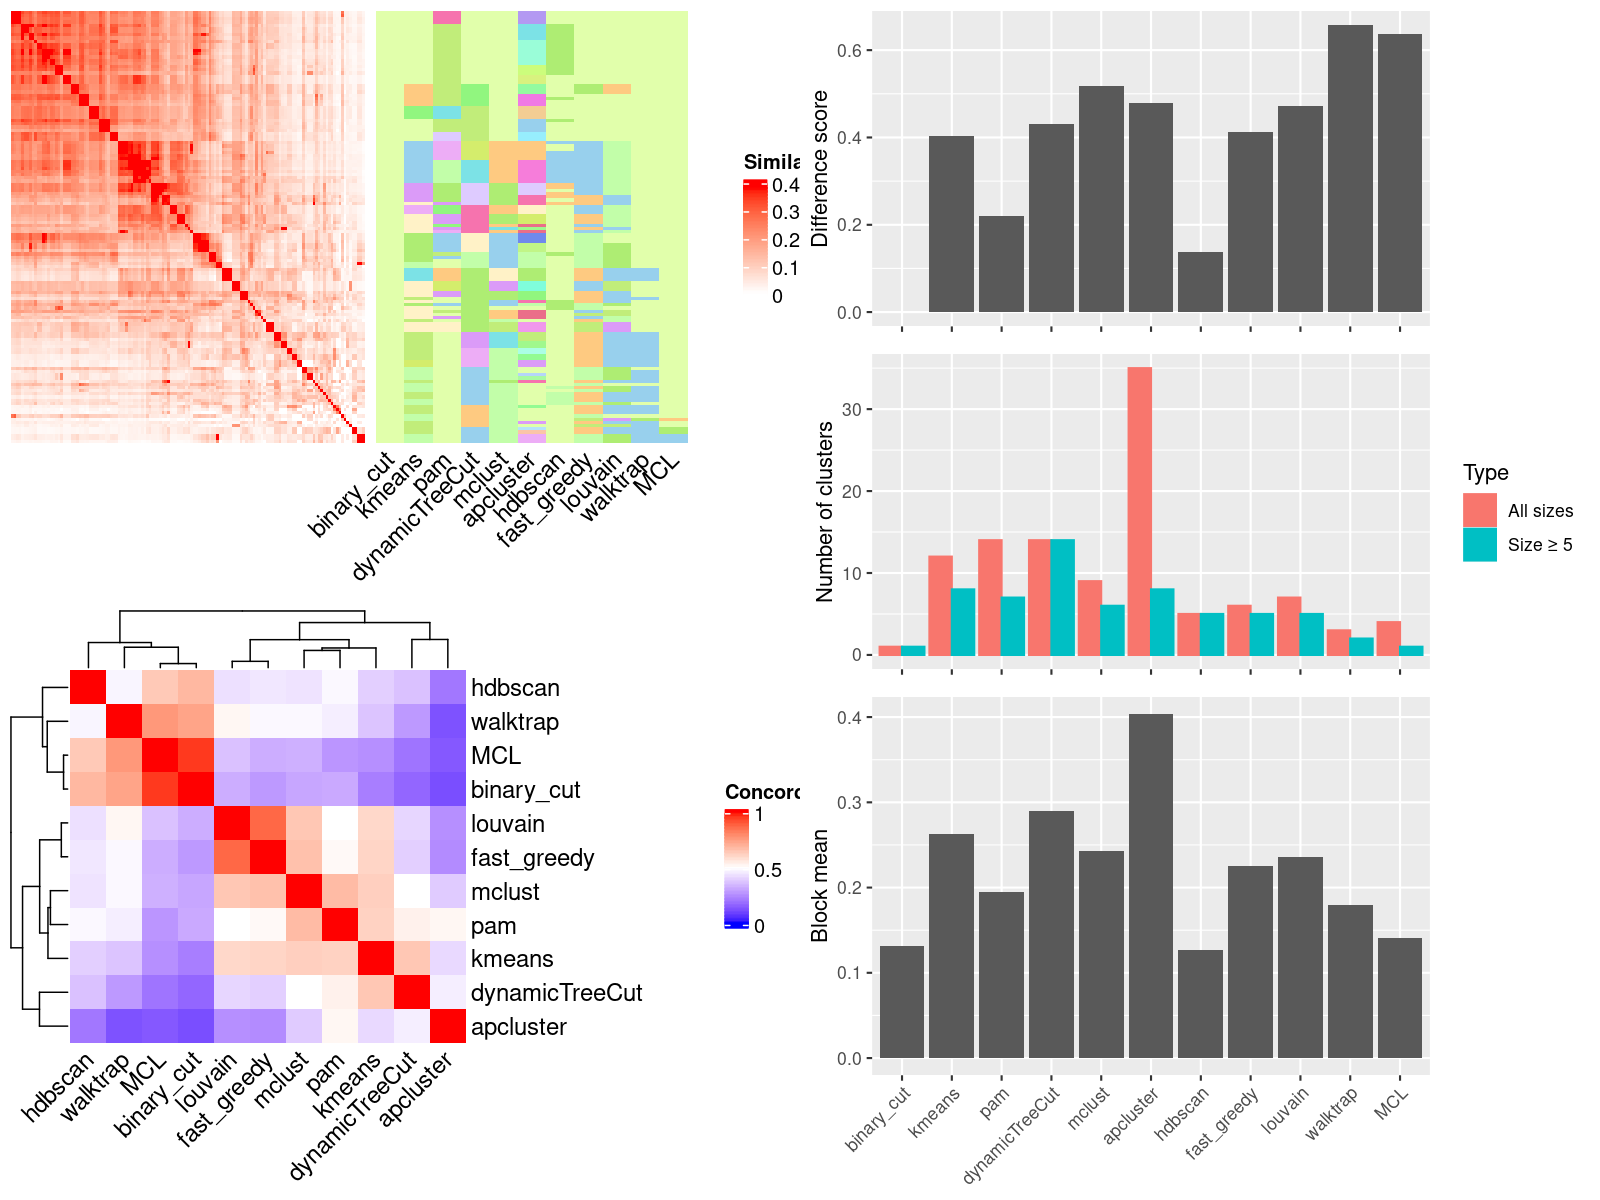 Simila
0.4
0.3
0.2
0.1
0
binary_cut
kmeans
pam
dynamicTreeCut
mclust
apcluster
hdbscan
fast_greedy
louvain
walktrap
MCL
hdbscan
walktrap
MCL
binary_cut
louvain
fast_greedy
mclust
pam
kmeans
dynamicTreeCut
apcluster
hdbscan
walktrap
MCL
binary_cut
louvain
fast_greedy
mclust
pam
kmeans
dynamicTreeCut
apcluster
Concord
1
0.5
0
Difference score
0.6
0.4
0.2
0.0
Number of clusters
30
20
10
0
Type
All sizes
Size ≥ 5
Block mean
0.4
0.3
0.2
0.1
0.0
binary_cut
kmeans
pam
dynamicTreeCut
mclust
apcluster
hdbscan
fast_greedy
louvain
walktrap
MCL